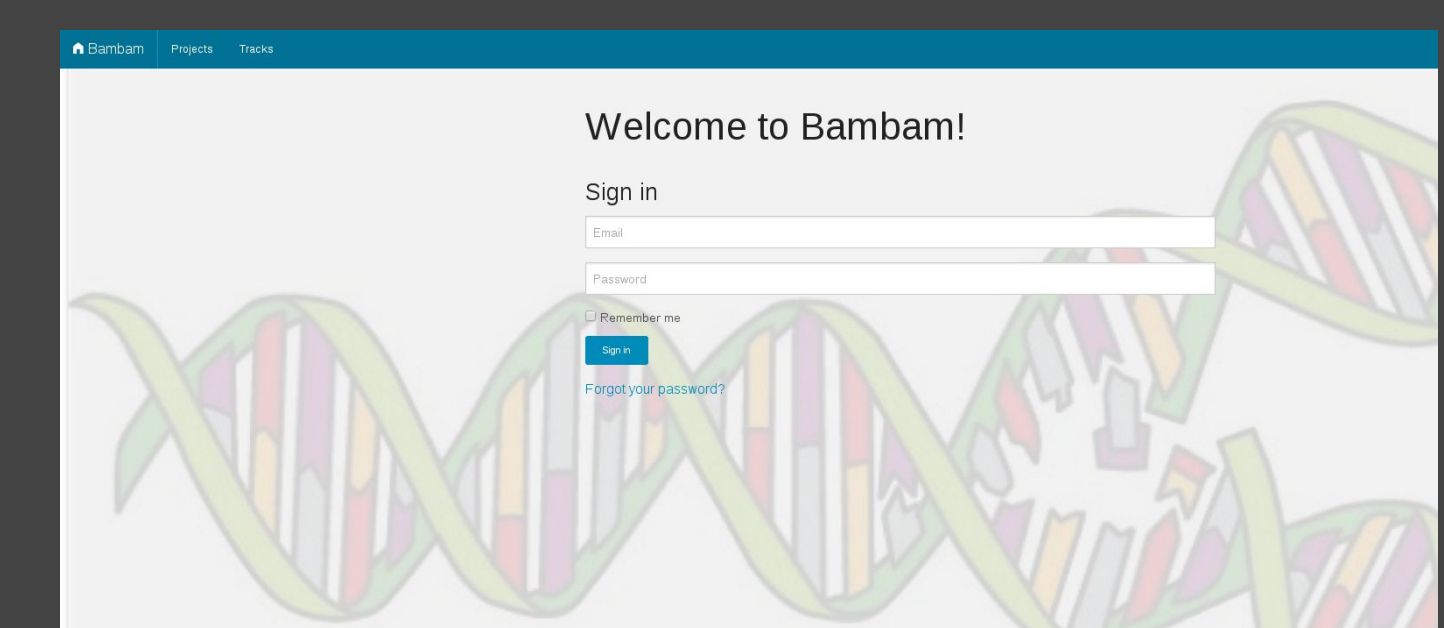 Bambam Projects Tracks
Welcome to Bambam!
Sign in
Email
Password
Remember me
Sign in
Forgot your password?